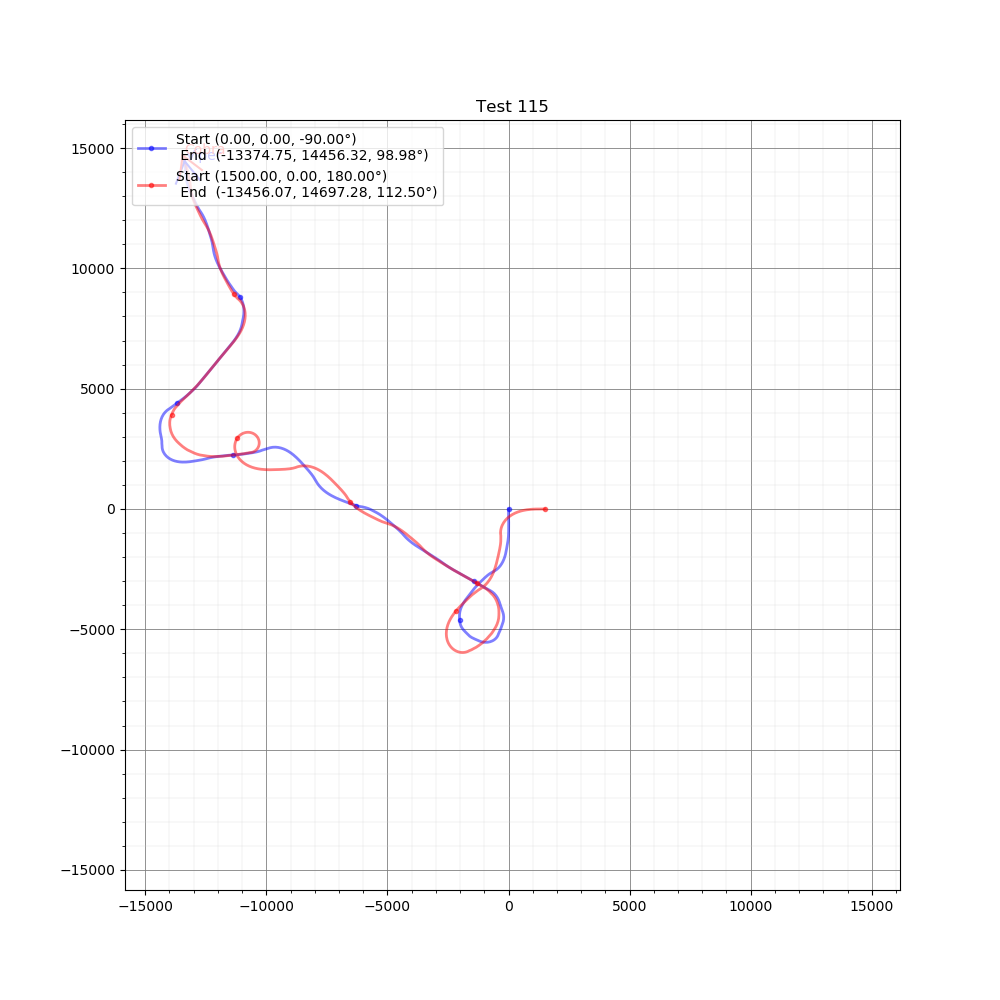 Test 115
Start (0.00, 0.00, -90.00°)
End (-13374.75, 14456.32, 98.98°)
Start (1500.00, 0.00, 180.00°)
End (-13456.07, 14697.28, 112.50°)
15000
10000
5000
0
−5000
−10000
−15000
−15000 −10000 −5000 0 5000 10000 15000